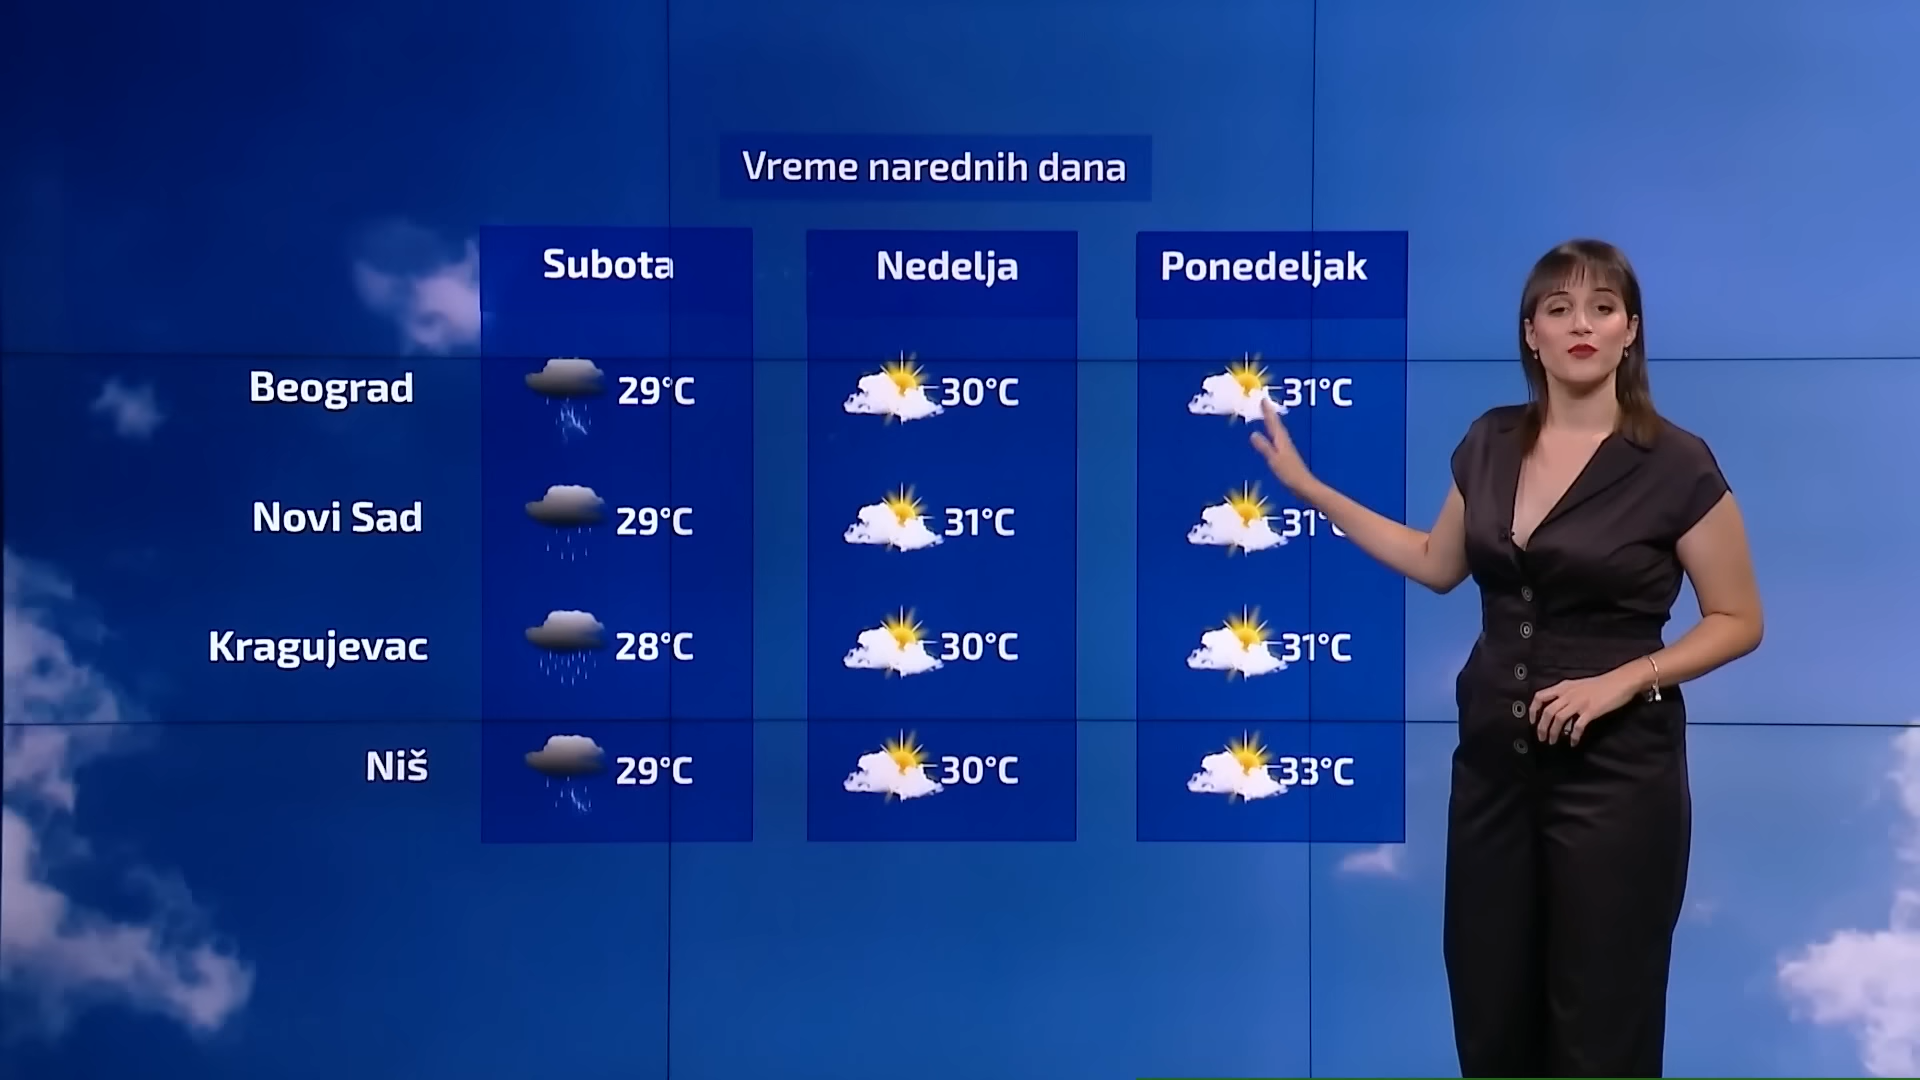 Vreme narednih dana
Subota Nedelja Ponedeljak
Beograd 29°C 30°C 31°C
Novi Sad 29°C 31°C 31°C
Kragujevac 28°C 30°C 31°C
Niš 29°C 30°C 33°C